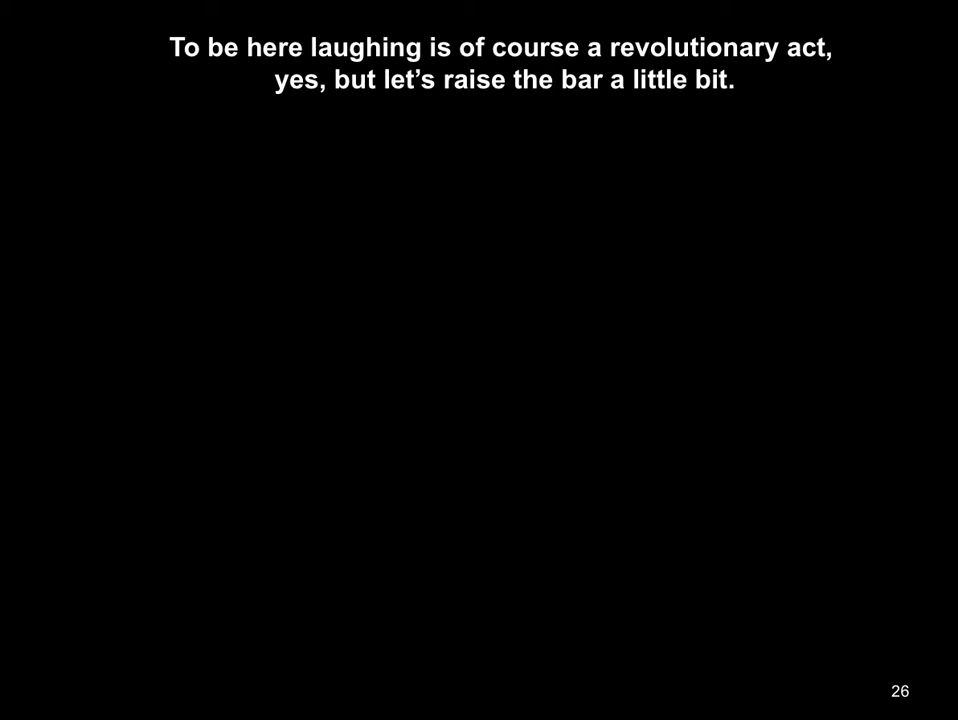 To be here laughing is of course a revolutionary act,
yes, but let’s raise the bar a little bit.
26